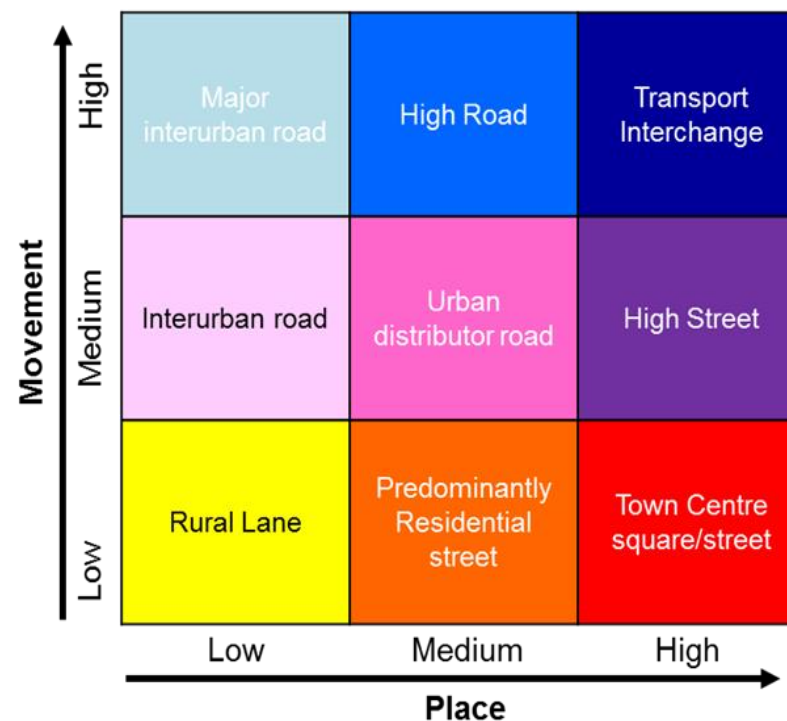 High
Major
interurban road
High Road
Transport
Interchange
Movement
Medium
Interurban road
Urban
distributor road
High Street
Low
Rural Lane
Predominantly
Residential
street
Town Centre
square/street
Low
Medium
High
Place